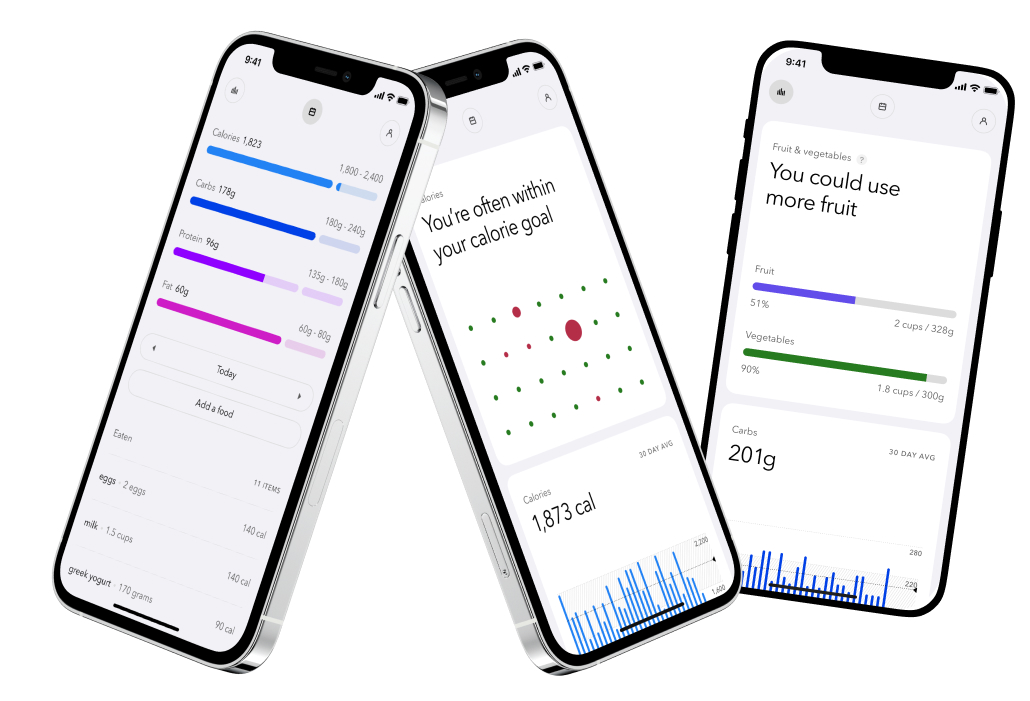 9:41
Calories 1,823
1,800 - 2,400
Carbs 178g
180g - 240g
Protein 96g
135g - 180g
Fat 60g
60g - 80g
Today
Add a food
Eaten
11 ITEMS
eggs · 2 eggs
140 cal
milk · 1.5 cups
140 cal
greek yogurt · 170 grams
90 cal
alories
You're often within
your calorie goal
30 DAY AVG
Calories
1,873 cal
2,200
1,600
9:41
Fruit & vegetables ?
You could use
more fruit
Fruit
51%
2 cups / 328g
Vegetables
90%
1.8 cups / 300g
Carbs
30 DAY AVG
201g
280
220